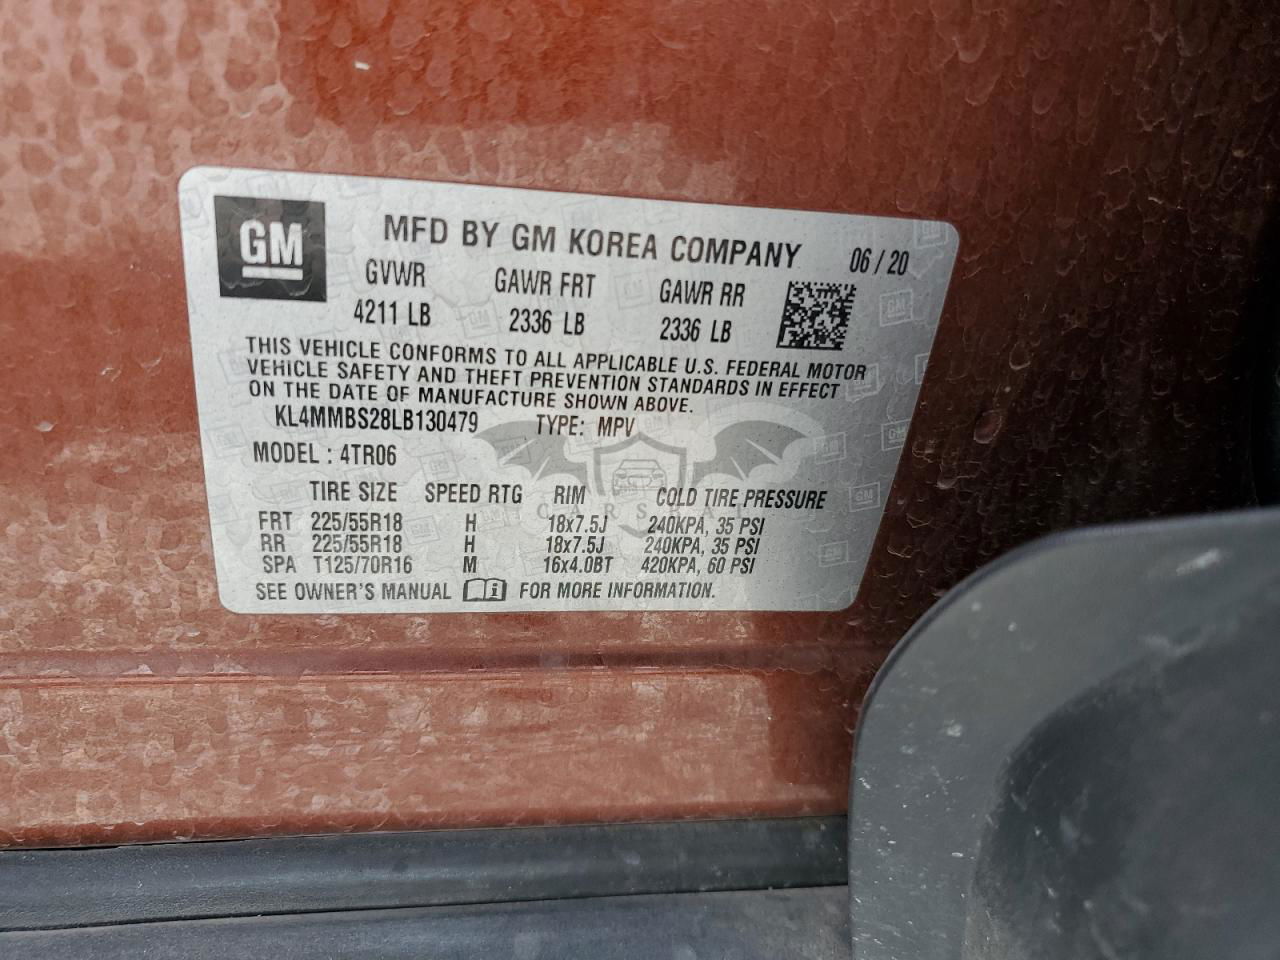 GM
MFD BY GM KOREA COMPANY 06 / 20
GVWR GAWR FRT GAWR RR
4211 LB 2336 LB 2336 LB
THIS VEHICLE CONFORMS TO ALL APPLICABLE U.S. FEDERAL MOTOR
VEHICLE SAFETY AND THEFT PREVENTION STANDARDS IN EFFECT
ON THE DATE OF MANUFACTURE SHOWN ABOVE.
KL4MMBS28LB130479 TYPE: MPV
MODEL : 4TR06
TIRE SIZE SPEED RTG RIM COLD TIRE PRESSURE
FRT 225/55R18 H 18x7.5J 240KPA, 35 PSI
RR 225/55R18 H 18x7.5J 240KPA, 35 PSI
SPA T125/70R16 M 16x4.0BT 420KPA, 60 PSI
SEE OWNER'S MANUAL i FOR MORE INFORMATION.